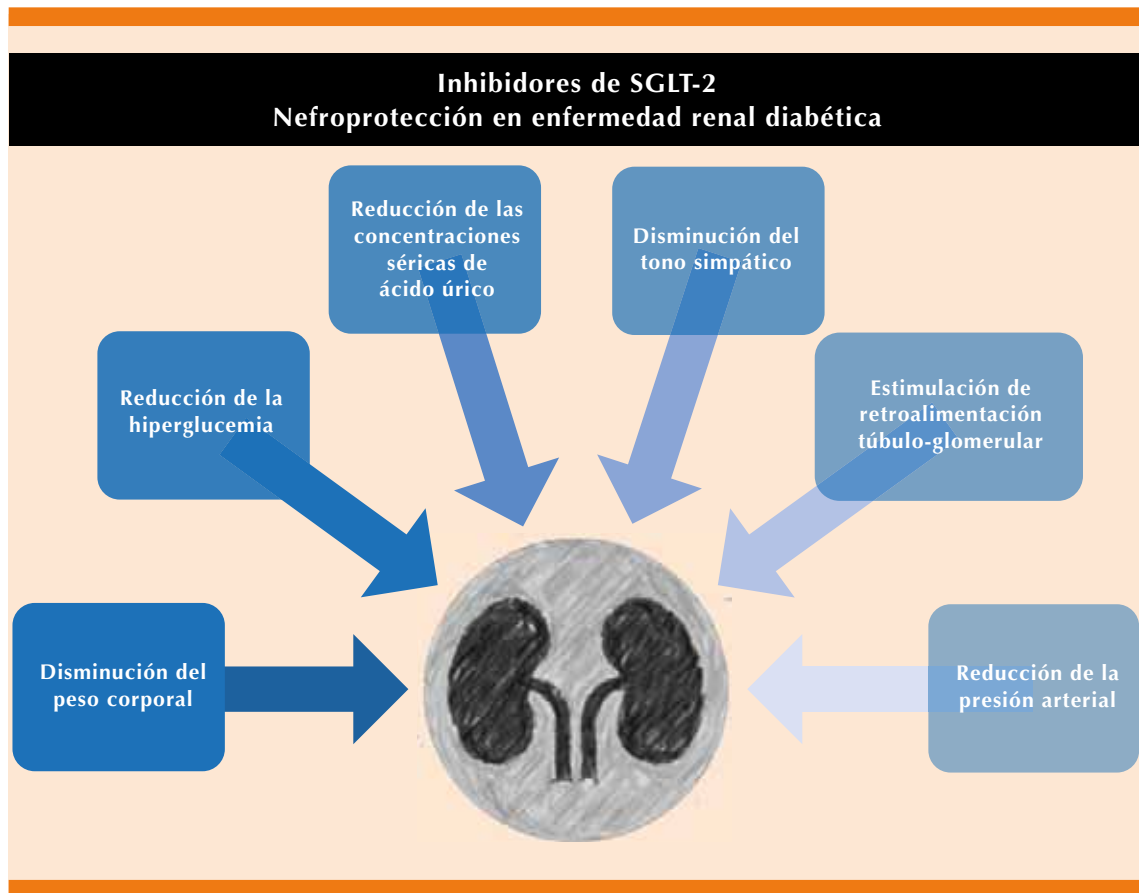 Inhibidores de SGLT-2
Nefroprotección en enfermedad renal diabética
Reducción de las
concentraciones
séricas de
ácido úrico
Disminución del
tono simpático
Reducción de la
hiperglucemia
Estimulación de
retroalimentación
túbulo-glomerular
Disminución del
peso corporal
Reducción de la
presión arterial